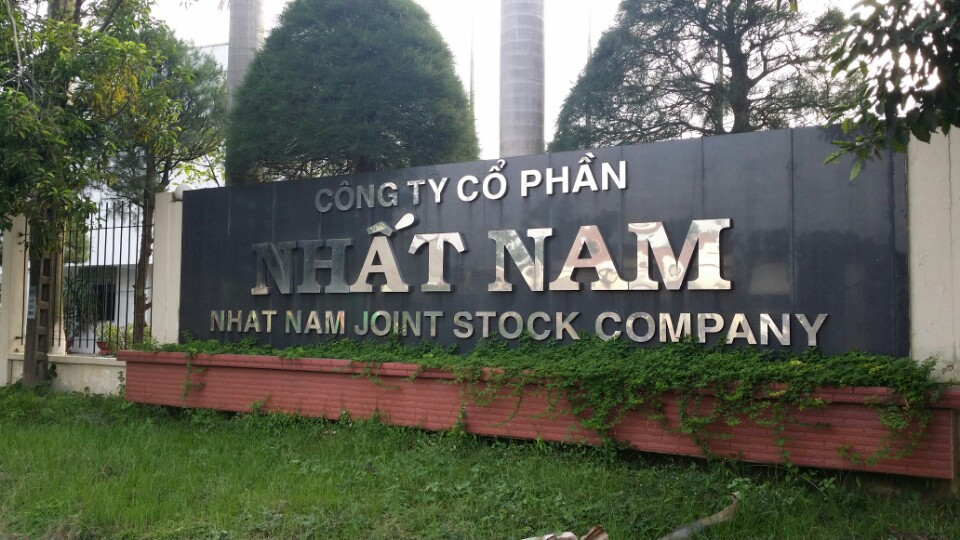 CÔNG TY CỔ PHẦN
NHẤT NAM
NHAT NAM JOINT STOCK COMPANY